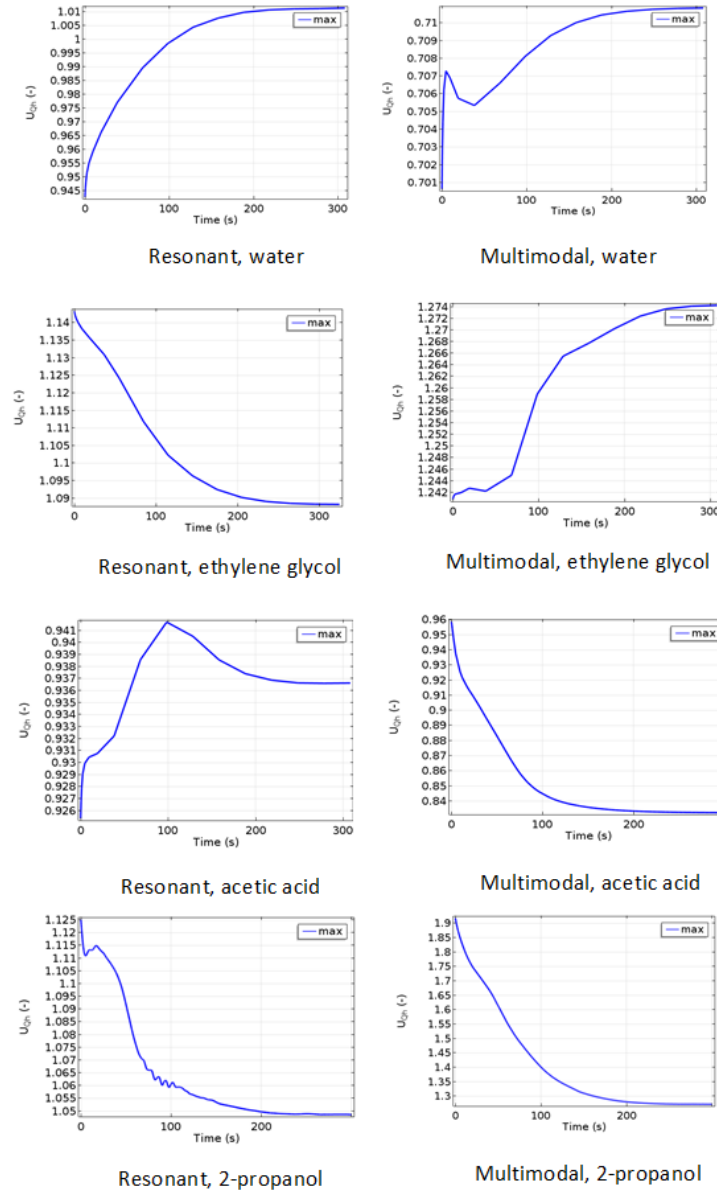 1.01
1.005
1
0.995
0.99
0.985
0.98
0.975
0.97
0.965
0.96
0.955
0.95
0.945
U_Qh (-)
max
0 100 200 300
Time (s)
Resonant, water
0.71
0.709
0.708
0.707
0.706
0.705
0.704
0.703
0.702
0.701
U_Qh (-)
max
0 100 200 300
Time (s)
Multimodal, water
1.14
1.135
1.13
1.125
1.12
1.115
1.11
1.105
1.1
1.095
1.09
U_Qh (-)
max
0 100 200 300
Time (s)
Resonant, ethylene glycol
1.274
1.272
1.27
1.268
1.266
1.264
1.262
1.26
1.258
1.256
1.254
1.252
1.25
1.248
1.246
1.244
1.242
U_Qh (-)
max
0 100 200 300
Time (s)
Multimodal, ethylene glycol
0.941
0.94
0.939
0.938
0.937
0.936
0.935
0.934
0.933
0.932
0.931
0.93
0.929
0.928
0.927
0.926
U_Qh (-)
max
0 100 200 300
Time (s)
Resonant, acetic acid
0.96
0.95
0.94
0.93
0.92
0.91
0.9
0.89
0.88
0.87
0.86
0.85
0.84
U_Qh (-)
max
0 100 200
Time (s)
Multimodal, acetic acid
1.125
1.12
1.115
1.11
1.105
1.1
1.095
1.09
1.085
1.08
1.075
1.07
1.065
1.06
1.055
1.05
U_Qh (-)
max
0 100 200 300
Time (s)
Resonant, 2-propanol
1.9
1.85
1.8
1.75
1.7
1.65
1.6
1.55
1.5
1.45
1.4
1.35
1.3
U_Qh (-)
max
0 100 200
Time (s)
Multimodal, 2-propanol